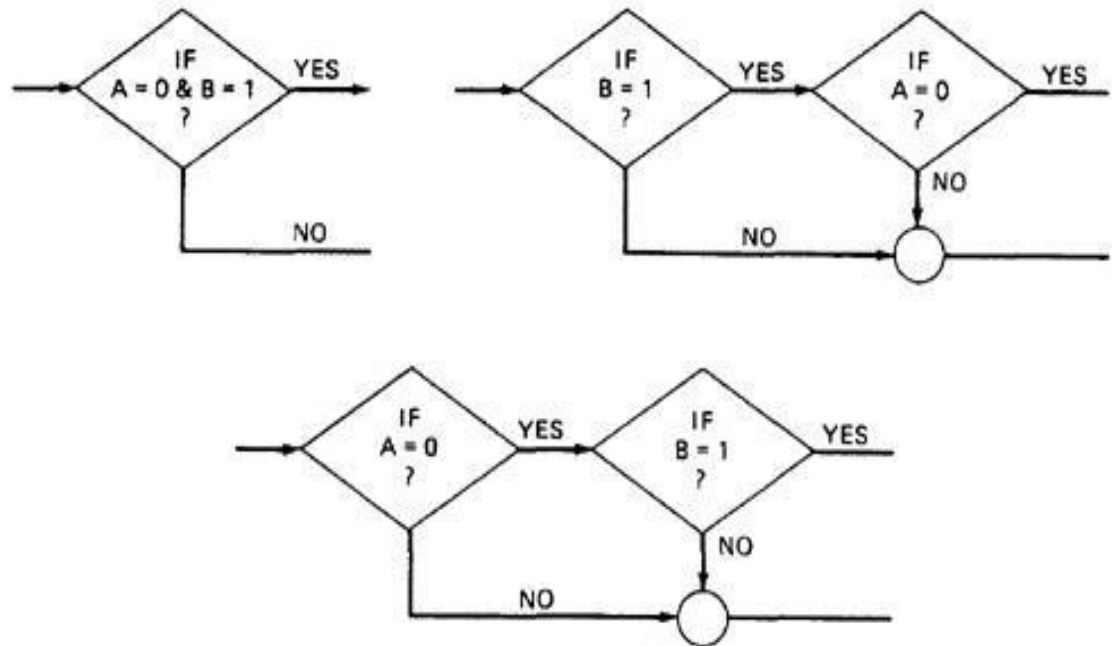 IF
A = 0 & B = 1
?
YES
NO
IF
B = 1
?
YES
IF
A = 0
?
YES
NO
NO
IF
A = 0
?
YES
IF
B = 1
?
YES
NO
NO